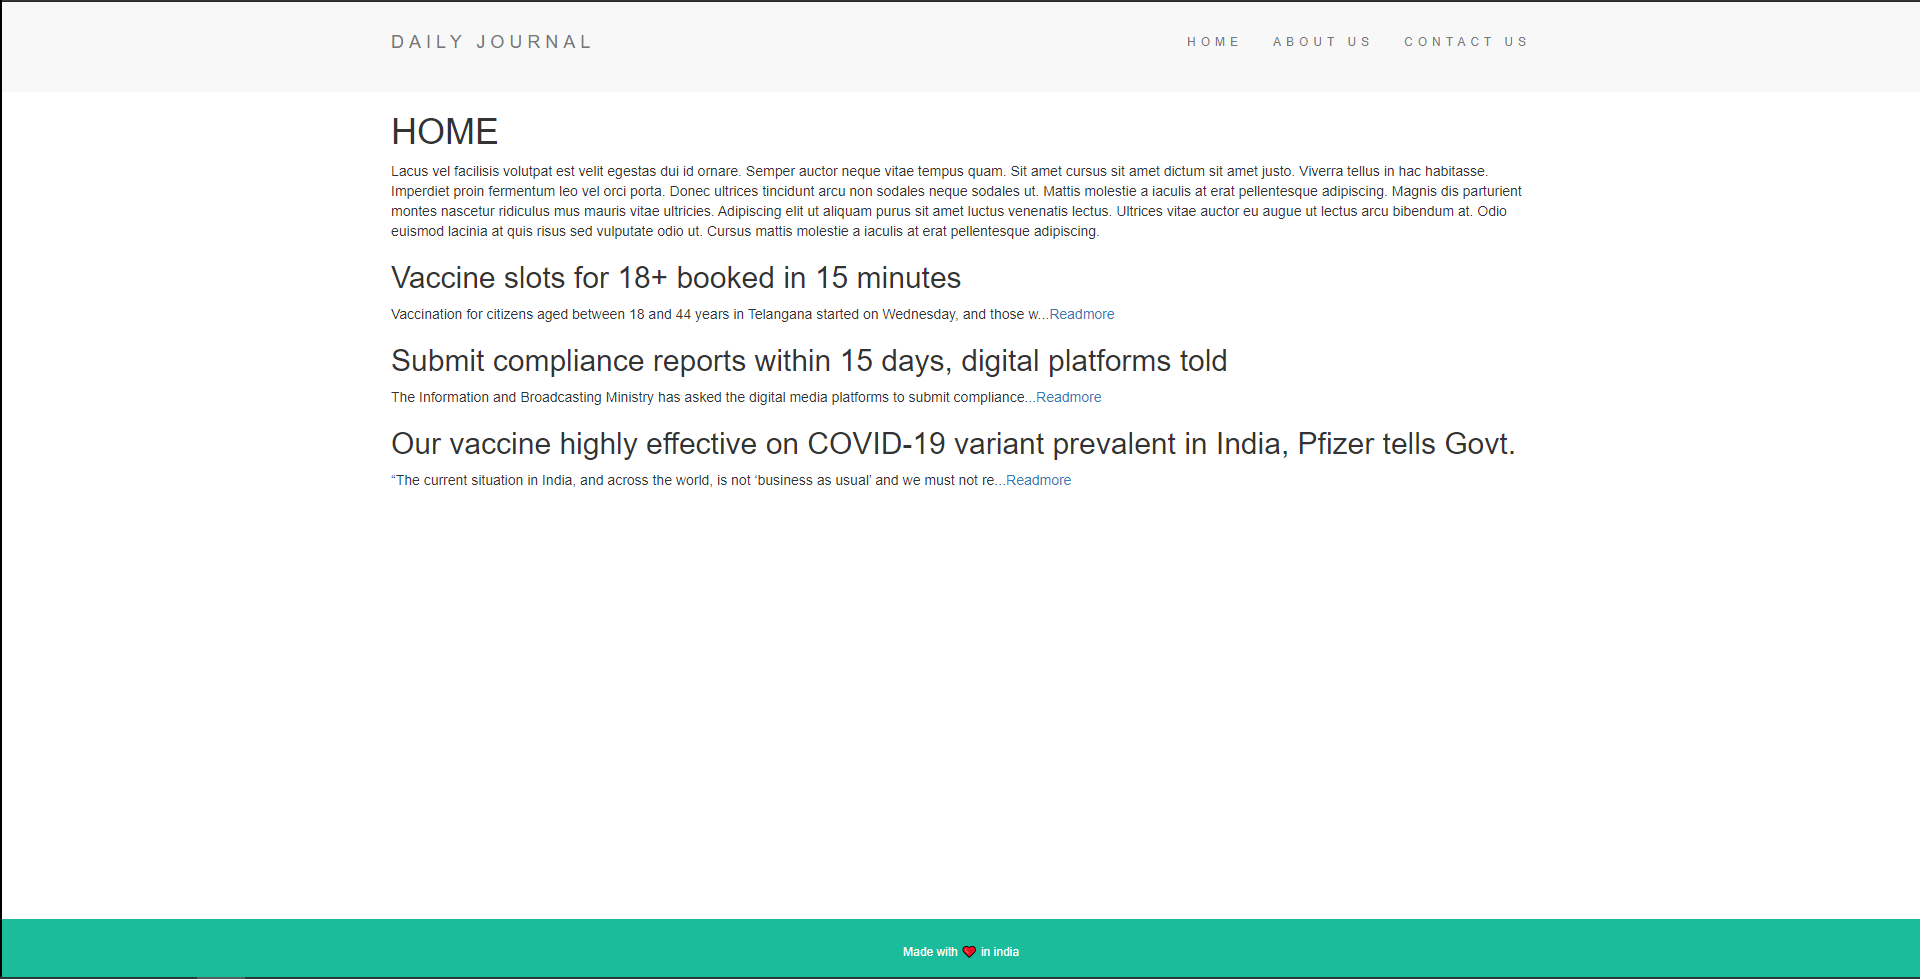 DAILY JOURNAL
HOME ABOUT US CONTACT US
HOME
Lacus vel facilisis volutpat est velit egestas dui id ornare. Semper auctor neque vitae tempus quam. Sit amet cursus sit amet dictum sit amet justo. Viverra tellus in hac habitasse.
Imperdiet proin fermentum leo vel orci porta. Donec ultrices tincidunt arcu non sodales neque sodales ut. Mattis molestie a iaculis at erat pellentesque adipiscing. Magnis dis parturient
montes nascetur ridiculus mus mauris vitae ultricies. Adipiscing elit ut aliquam purus sit amet luctus venenatis lectus. Ultrices vitae auctor eu augue ut lectus arcu bibendum at. Odio
euismod lacinia at quis risus sed vulputate odio ut. Cursus mattis molestie a iaculis at erat pellentesque adipiscing.
Vaccine slots for 18+ booked in 15 minutes
Vaccination for citizens aged between 18 and 44 years in Telangana started on Wednesday, and those w...Readmore
Submit compliance reports within 15 days, digital platforms told
The Information and Broadcasting Ministry has asked the digital media platforms to submit compliance...Readmore
Our vaccine highly effective on COVID-19 variant prevalent in India, Pfizer tells Govt.
“The current situation in India, and across the world, is not ‘business as usual’ and we must not re...Readmore
Made with ❤ in india